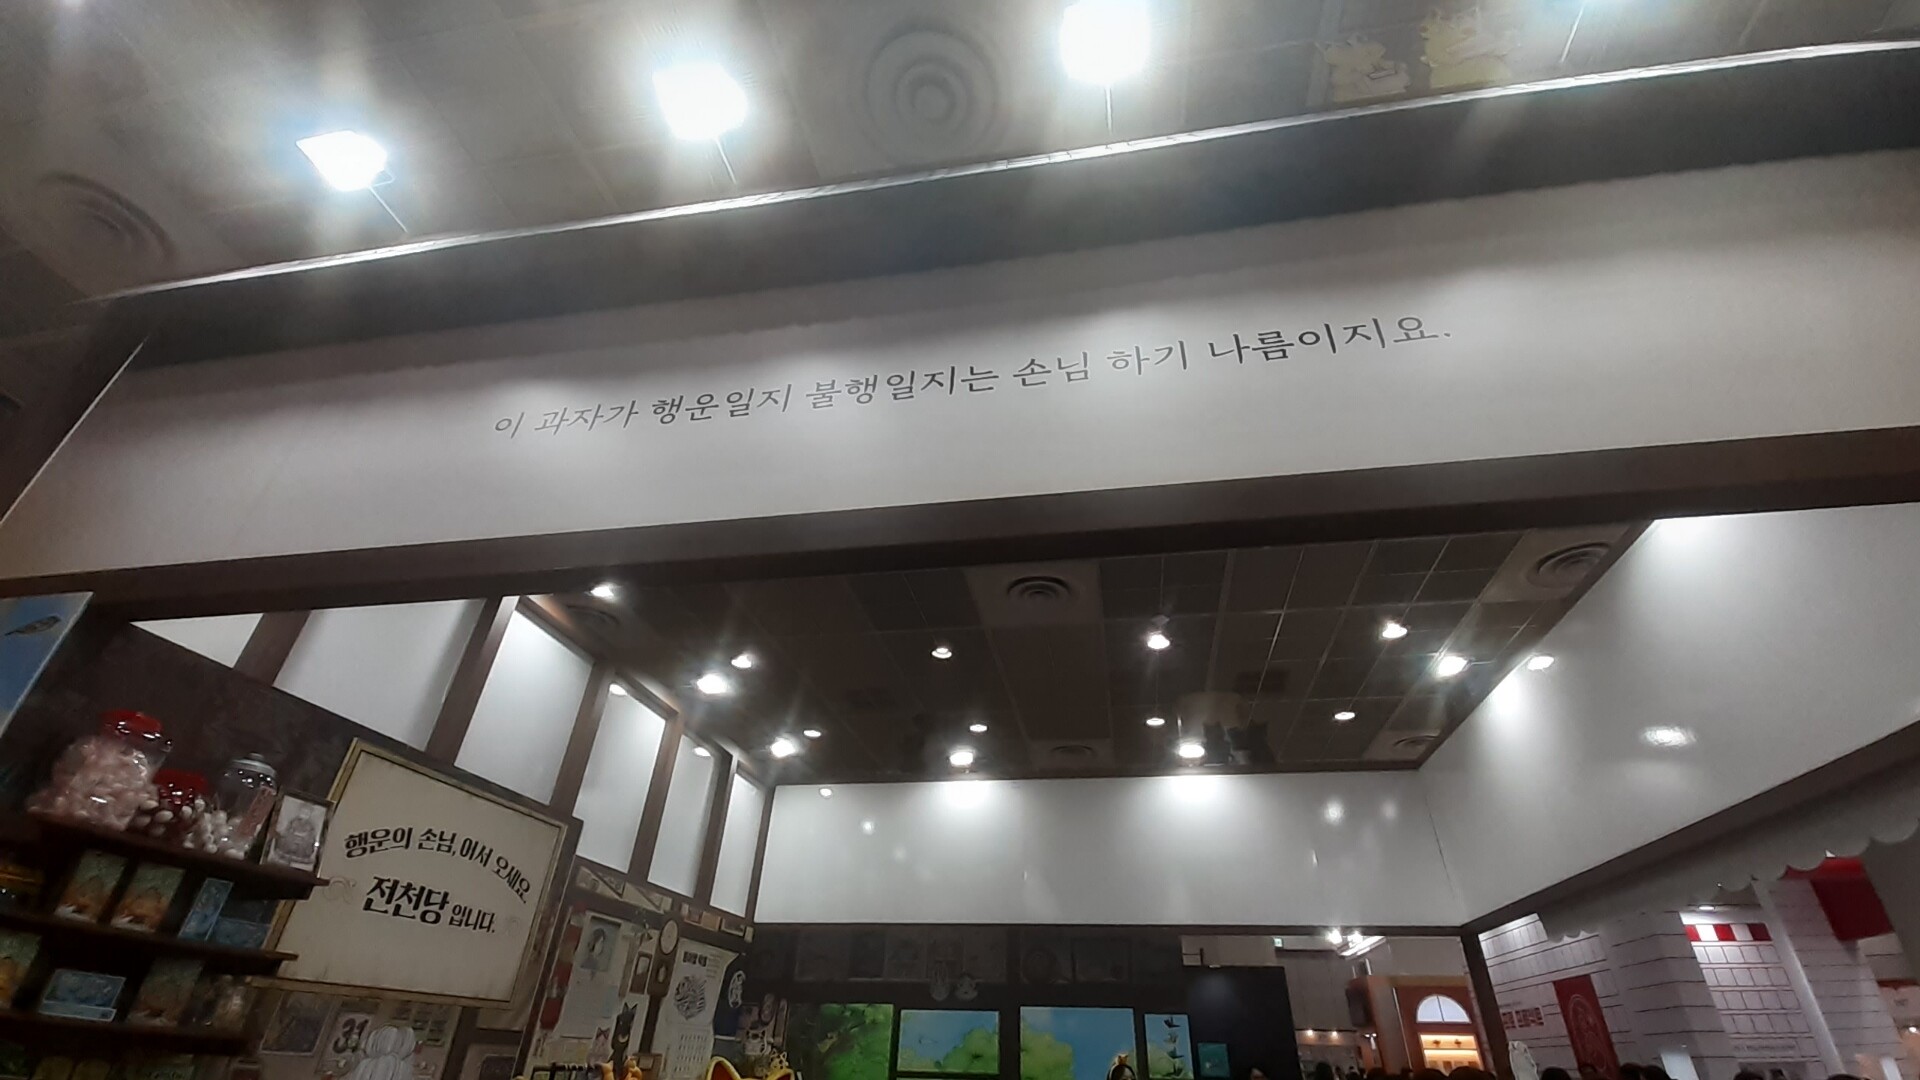 이 과자가 행운일지 불행일지는 손님 하기 나름이지요.
행운의 손님, 어서 오세요.
전천당 입니다.
31